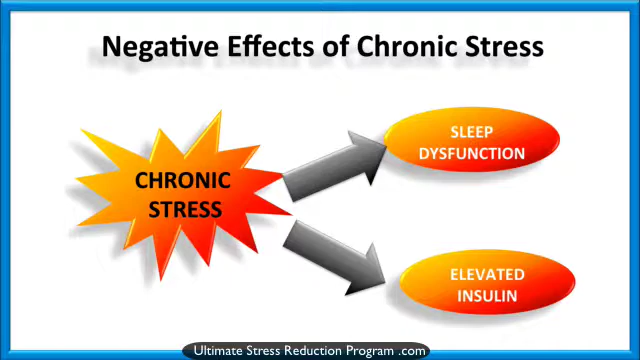 Negative Effects of Chronic Stress
SLEEP
DYSFUNCTION
CHRONIC
STRESS
ELEVATED
INSULIN
Ultimate Stress Reduction Program .com